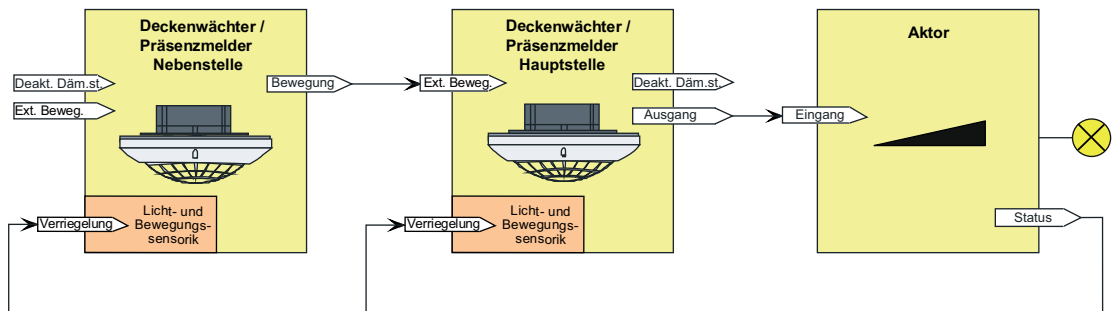 Deckenwächter /
Präsenzmelder
Nebenstelle
Deakt. Däm.st.
Ext. Beweg.
Bewegung
Verriegelung
Licht- und
Bewegungs-
sensorik
Deckenwächter /
Präsenzmelder
Hauptstelle
Ext. Beweg.
Deakt. Däm.st.
Ausgang
Verriegelung
Licht- und
Bewegungs-
sensorik
Aktor
Eingang
Status